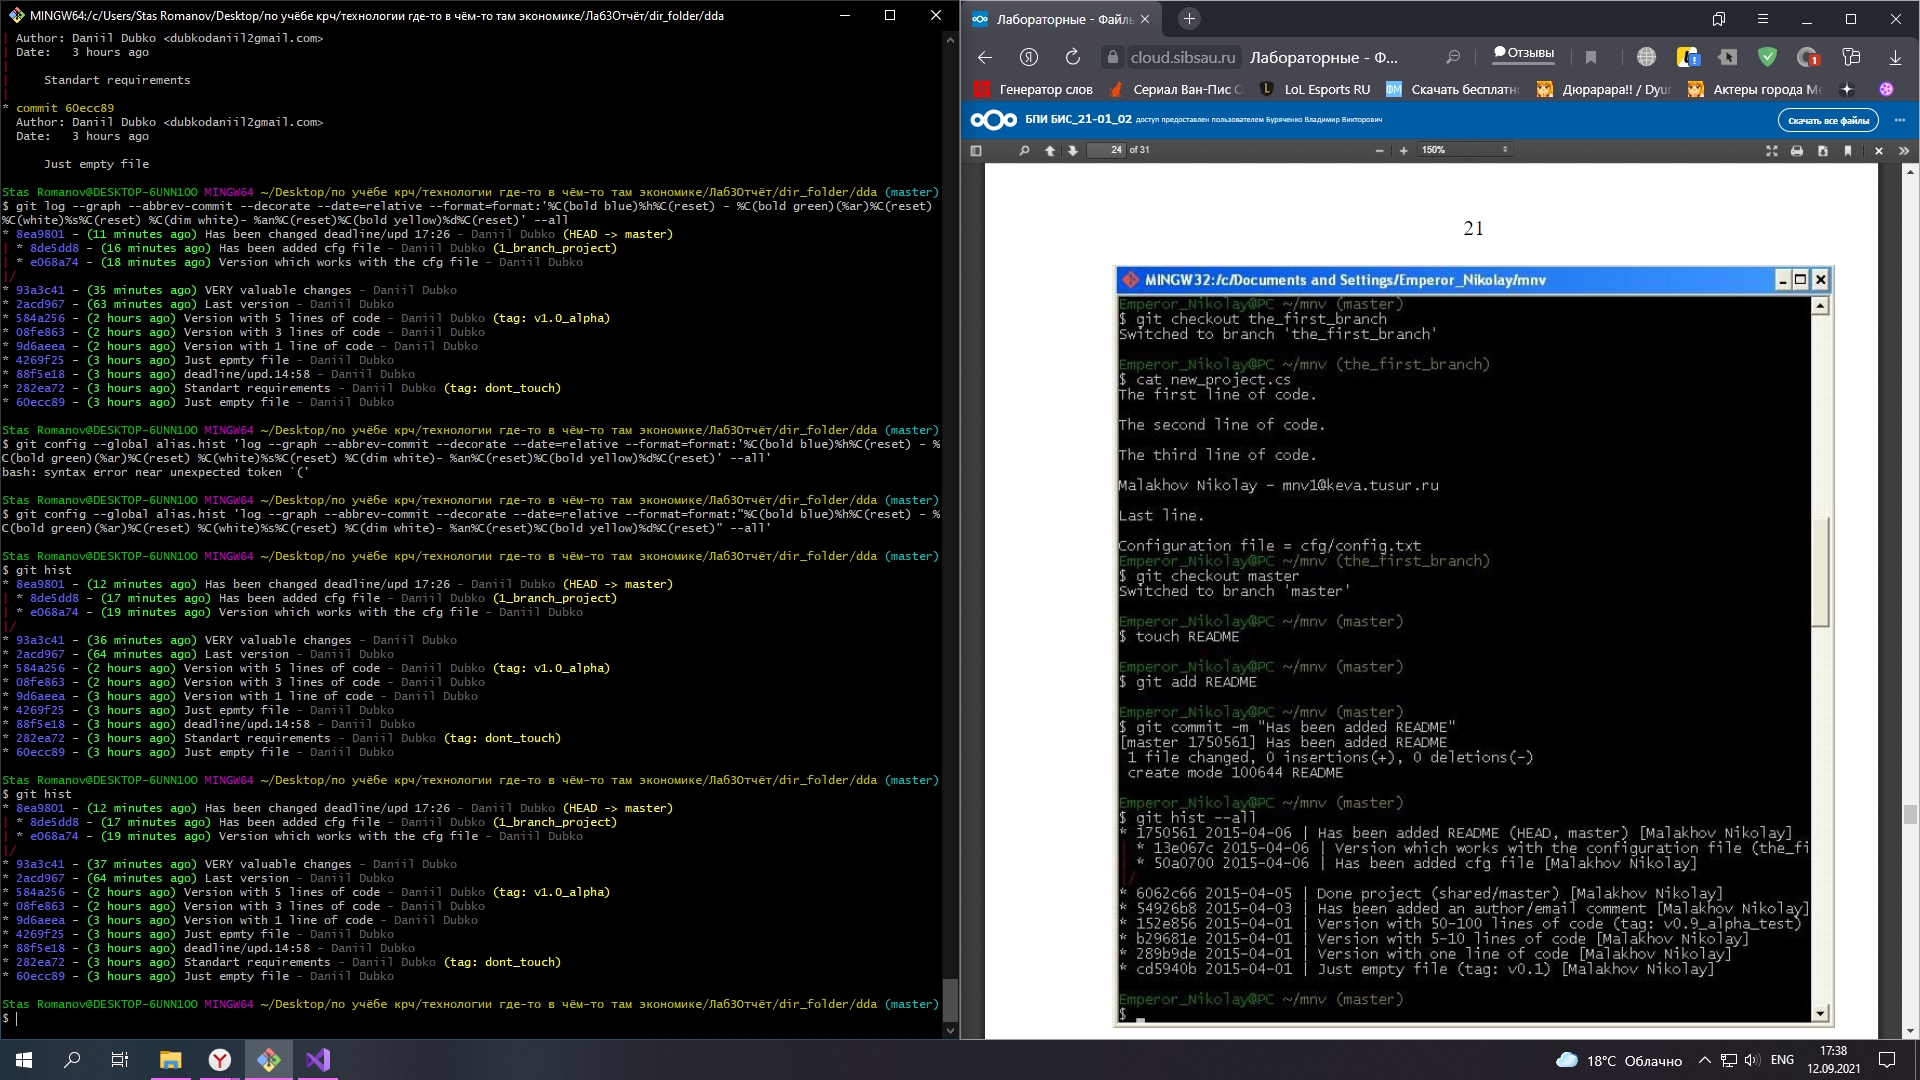 MINGW64:/c/Users/Stas Romanov/Desktop/по учёбе крч/технологии где-то в чём-то там экономике/Лаб3Отчёт/dir_folder/dda
| Author: Daniil Dubko <dubkodaniil2gmail.com>
| Date:   3 hours ago
|
|     Standart requirements
|
* commit 60ecc89
  Author: Daniil Dubko <dubkodaniil2gmail.com>
  Date:   3 hours ago

      Just empty file

Stas Romanov@DESKTOP-6UNN1OO MINGW64 ~/Desktop/по учёбе крч/технологии где-то в чём-то там экономике/Лаб3Отчёт/dir_folder/dda (master)
$ git log --graph --abbrev-commit --decorate --date=relative --format=format:'%C(bold blue)%h%C(reset) - %C(bold green)(%ar)%C(reset)
%C(white)%s%C(reset) %C(dim white)- %an%C(reset)%C(bold yellow)%d%C(reset)' --all
* 8ea9801 - (11 minutes ago) Has been changed deadline/upd 17:26 - Daniil Dubko (HEAD -> master)
| * 8de5dd8 - (16 minutes ago) Has been added cfg file - Daniil Dubko (1_branch_project)
| * e068a74 - (18 minutes ago) Version which works with the cfg file - Daniil Dubko
|/
* 93a3c41 - (35 minutes ago) VERY valuable changes - Daniil Dubko
* 2acd967 - (63 minutes ago) Last version - Daniil Dubko
* 584a256 - (2 hours ago) Version with 5 lines of code - Daniil Dubko (tag: v1.0_alpha)
* 08fe863 - (2 hours ago) Version with 3 lines of code - Daniil Dubko
* 9d6aeea - (2 hours ago) Version with 1 line of code - Daniil Dubko
* 4269f25 - (3 hours ago) Just epmty file - Daniil Dubko
* 88f5e18 - (3 hours ago) deadline/upd.14:58 - Daniil Dubko
* 282ea72 - (3 hours ago) Standart requirements - Daniil Dubko (tag: dont_touch)
* 60ecc89 - (3 hours ago) Just empty file - Daniil Dubko

Stas Romanov@DESKTOP-6UNN1OO MINGW64 ~/Desktop/по учёбе крч/технологии где-то в чём-то там экономике/Лаб3Отчёт/dir_folder/dda (master)
$ git config --global alias.hist 'log --graph --abbrev-commit --decorate --date=relative --format=format:'%C(bold blue)%h%C(reset) - %
C(bold green)(%ar)%C(reset) %C(white)%s%C(reset) %C(dim white)- %an%C(reset)%C(bold yellow)%d%C(reset)' --all'
bash: syntax error near unexpected token `('

Stas Romanov@DESKTOP-6UNN1OO MINGW64 ~/Desktop/по учёбе крч/технологии где-то в чём-то там экономике/Лаб3Отчёт/dir_folder/dda (master)
$ git config --global alias.hist 'log --graph --abbrev-commit --decorate --date=relative --format=format:"%C(bold blue)%h%C(reset) - %
C(bold green)(%ar)%C(reset) %C(white)%s%C(reset) %C(dim white)- %an%C(reset)%C(bold yellow)%d%C(reset)" --all'

Stas Romanov@DESKTOP-6UNN1OO MINGW64 ~/Desktop/по учёбе крч/технологии где-то в чём-то там экономике/Лаб3Отчёт/dir_folder/dda (master)
$ git hist
* 8ea9801 - (12 minutes ago) Has been changed deadline/upd 17:26 - Daniil Dubko (HEAD -> master)
| * 8de5dd8 - (17 minutes ago) Has been added cfg file - Daniil Dubko (1_branch_project)
| * e068a74 - (19 minutes ago) Version which works with the cfg file - Daniil Dubko
|/
* 93a3c41 - (36 minutes ago) VERY valuable changes - Daniil Dubko
* 2acd967 - (64 minutes ago) Last version - Daniil Dubko
* 584a256 - (2 hours ago) Version with 5 lines of code - Daniil Dubko (tag: v1.0_alpha)
* 08fe863 - (2 hours ago) Version with 3 lines of code - Daniil Dubko
* 9d6aeea - (3 hours ago) Version with 1 line of code - Daniil Dubko
* 4269f25 - (3 hours ago) Just epmty file - Daniil Dubko
* 88f5e18 - (3 hours ago) deadline/upd.14:58 - Daniil Dubko
* 282ea72 - (3 hours ago) Standart requirements - Daniil Dubko (tag: dont_touch)
* 60ecc89 - (3 hours ago) Just empty file - Daniil Dubko

Stas Romanov@DESKTOP-6UNN1OO MINGW64 ~/Desktop/по учёбе крч/технологии где-то в чём-то там экономике/Лаб3Отчёт/dir_folder/dda (master)
$ git hist
* 8ea9801 - (12 minutes ago) Has been changed deadline/upd 17:26 - Daniil Dubko (HEAD -> master)
| * 8de5dd8 - (17 minutes ago) Has been added cfg file - Daniil Dubko (1_branch_project)
| * e068a74 - (19 minutes ago) Version which works with the cfg file - Daniil Dubko
|/
* 93a3c41 - (37 minutes ago) VERY valuable changes - Daniil Dubko
* 2acd967 - (64 minutes ago) Last version - Daniil Dubko
* 584a256 - (2 hours ago) Version with 5 lines of code - Daniil Dubko (tag: v1.0_alpha)
* 08fe863 - (2 hours ago) Version with 3 lines of code - Daniil Dubko
* 9d6aeea - (3 hours ago) Version with 1 line of code - Daniil Dubko
* 4269f25 - (3 hours ago) Just epmty file - Daniil Dubko
* 88f5e18 - (3 hours ago) deadline/upd.14:58 - Daniil Dubko
* 282ea72 - (3 hours ago) Standart requirements - Daniil Dubko (tag: dont_touch)
* 60ecc89 - (3 hours ago) Just empty file - Daniil Dubko

Stas Romanov@DESKTOP-6UNN1OO MINGW64 ~/Desktop/по учёбе крч/технологии где-то в чём-то там экономике/Лаб3Отчёт/dir_folder/dda (master)
$
Лабораторные - Файль
cloud.sibsau.ru Лабораторные - Ф... Отзывы
Генератор слов Сериал Ван-Пис LoL Esports RU Скачать бесплатно Дюрарара!! / Dyur Актеры города Ме
БПИ БИС_21-01_02 доступ предоставлен пользователем Буряченко Владимир Викторович Скачать все файлы
24 of 31 150%
21
MINGW32:/c/Documents and Settings/Emperor_Nikolay/mnv
Emperor_Nikolay@PC ~/mnv (master)
$ git checkout the_first_branch
Switched to branch 'the_first_branch'

Emperor_Nikolay@PC ~/mnv (the_first_branch)
$ cat new_project.cs
The first line of code.

The second line of code.

The third line of code.

Malakhov Nikolay - mnv1@keva.tusur.ru

Last line.

Configuration file = cfg/config.txt
Emperor_Nikolay@PC ~/mnv (the_first_branch)
$ git checkout master
Switched to branch 'master'

Emperor_Nikolay@PC ~/mnv (master)
$ touch README

Emperor_Nikolay@PC ~/mnv (master)
$ git add README

Emperor_Nikolay@PC ~/mnv (master)
$ git commit -m "Has been added README"
[master 1750561] Has been added README
 1 file changed, 0 insertions(+), 0 deletions(-)
 create mode 100644 README

Emperor_Nikolay@PC ~/mnv (master)
$ git hist --all
* 1750561 2015-04-06 | Has been added README (HEAD, master) [Malakhov Nikolay]
| * 13e067c 2015-04-06 | Version which works with the configuration file (the_fi
| * 50a0700 2015-04-06 | Has been added cfg file [Malakhov Nikolay]
|/
* 6062c66 2015-04-05 | Done project (shared/master) [Malakhov Nikolay]
* 54926b8 2015-04-03 | Has been added an author/email comment [Malakhov Nikolay]
* 152e856 2015-04-01 | Version with 50-100 lines of code (tag: v0.9_alpha_test)
* b29681e 2015-04-01 | Version with 5-10 lines of code [Malakhov Nikolay]
* 289b9de 2015-04-01 | Version with one line of code [Malakhov Nikolay]
* cd5940b 2015-04-01 | Just empty file (tag: v0.1) [Malakhov Nikolay]

Emperor_Nikolay@PC ~/mnv (master)
$
18°C Облачно ENG 17:38
12.09.2021